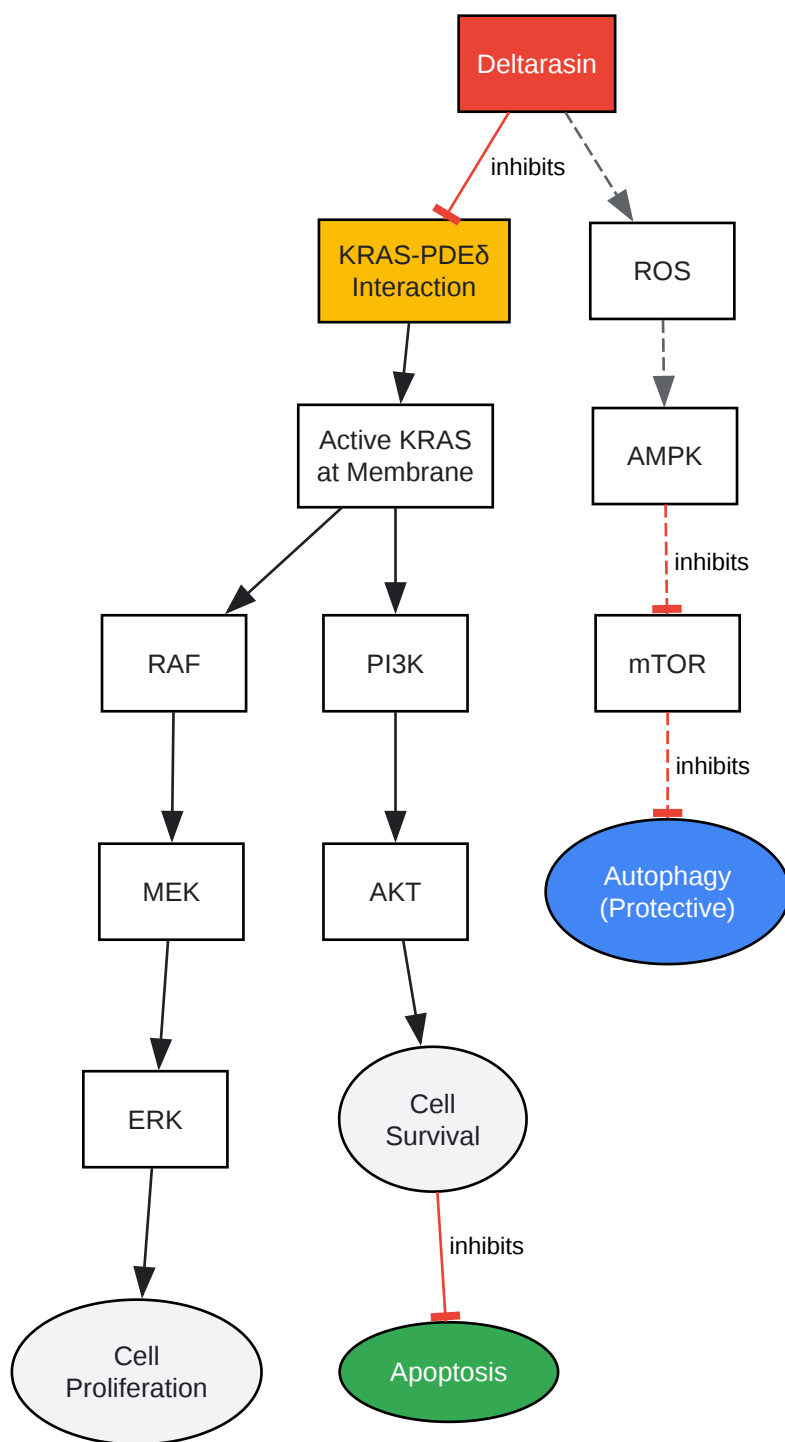 Deltarasin
inhibits
KRAS-PDEδ
Interaction
ROS
Active KRAS
at Membrane
AMPK
inhibits
RAF
PI3K
mTOR
inhibits
MEK
AKT
Autophagy
(Protective)
ERK
Cell
Survival
inhibits
Cell
Proliferation
Apoptosis